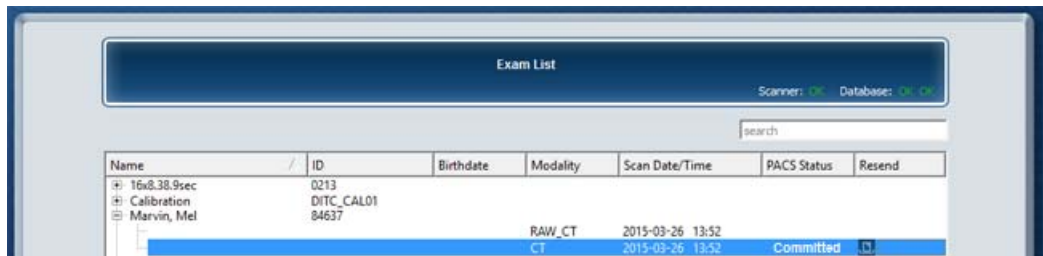 Exam List
Scanner: OK Database: OK OK
search
Name / ID Birthdate Modality Scan Date/Time PACS Status Resend
16x8.38.9sec 0213
Calibration DITC_CAL01
Marvin, Mel 84637
RAW_CT 2015-03-26 13:52
CT 2015-03-26 13:52 Committed